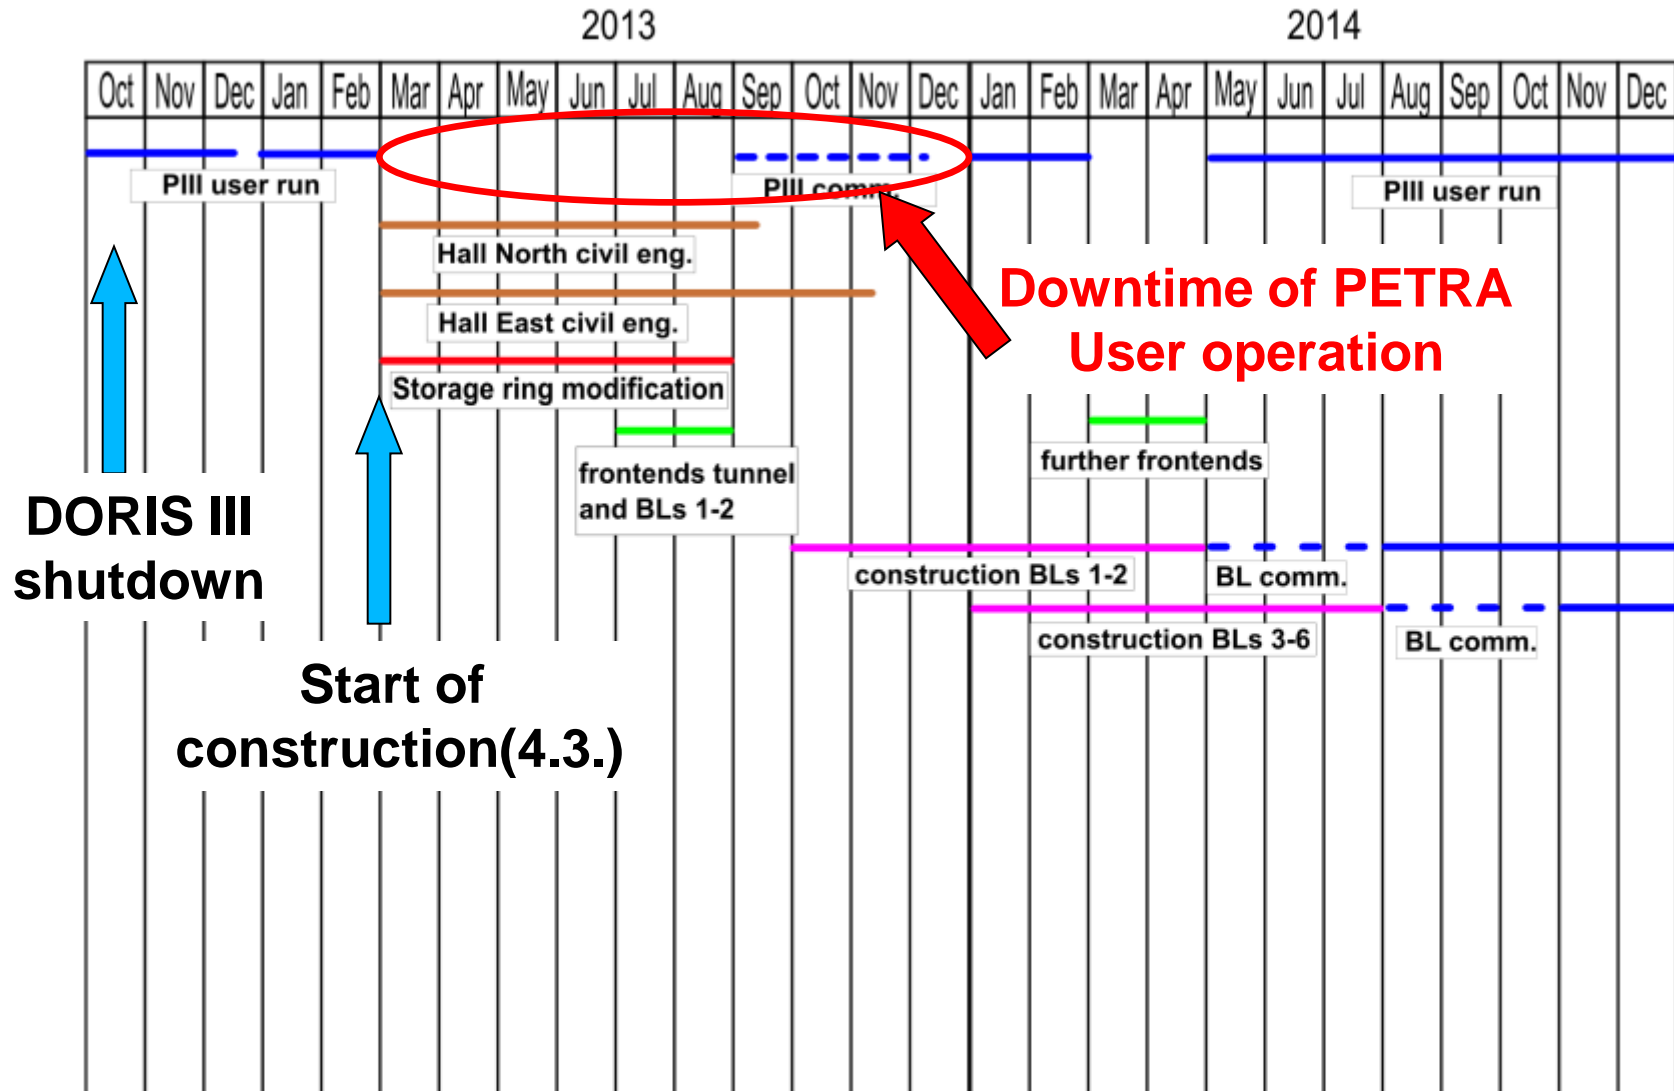 2013 2014
Oct Nov Dec Jan Feb Mar Apr May Jun Jul Aug Sep Oct Nov Dec Jan Feb Mar Apr May Jun Jul Aug Sep Oct Nov Dec
PIII user run
PIII comm.
PIII user run
Hall North civil eng.
Downtime of PETRA
User operation
Hall East civil eng.
Storage ring modification
frontends tunnel
and BLs 1-2
further frontends
DORIS III
shutdown
construction BLs 1-2
BL comm.
construction BLs 3-6
BL comm.
Start of
construction(4.3.)